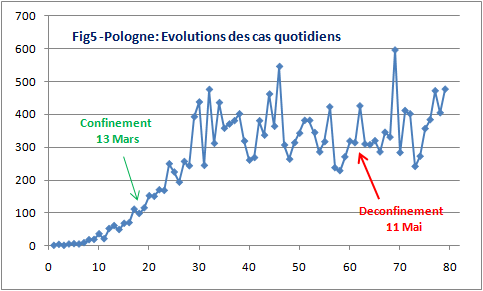 Fig5 -Pologne: Evolutions des cas quotidiens
700
600
500
400
300
200
100
0
Confinement
13 Mars
Deconfinement
11 Mai
0 10 20 30 40 50 60 70 80 90